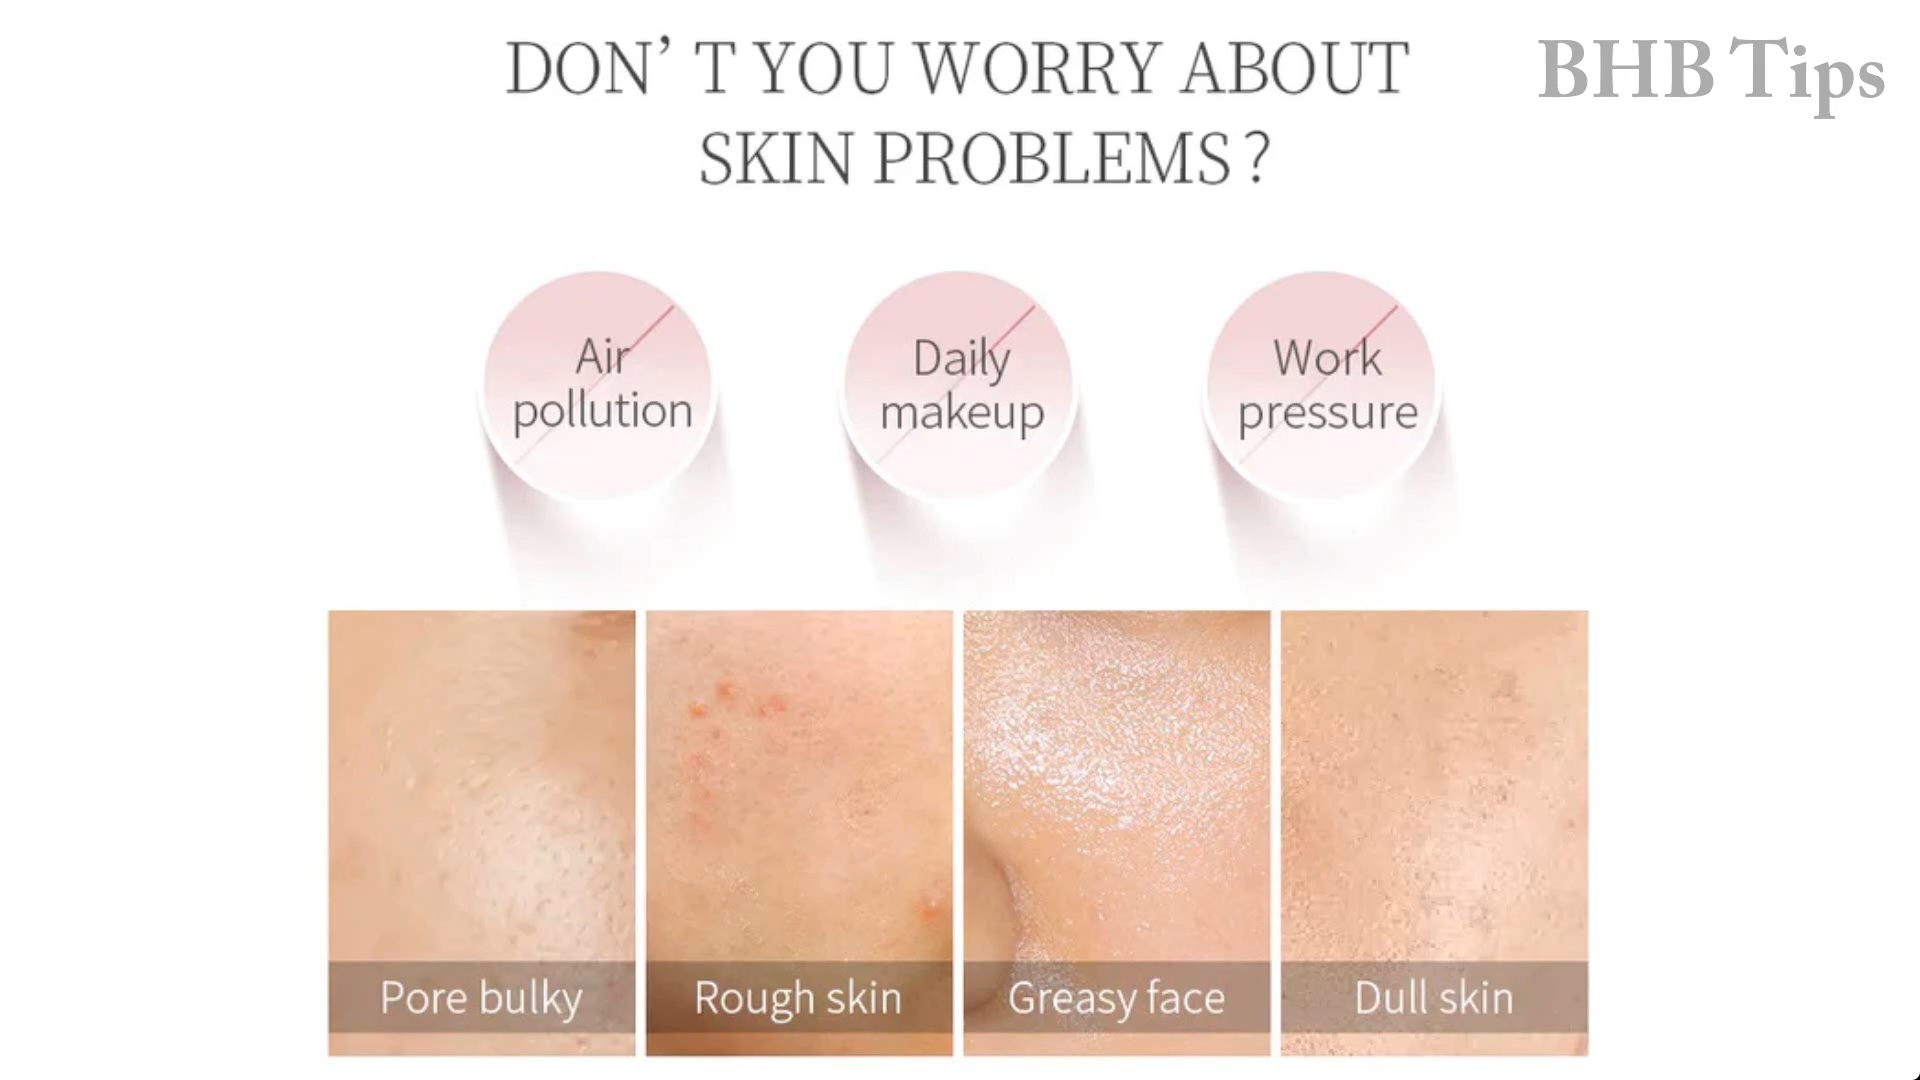 DON’ T YOU WORRY ABOUT
SKIN PROBLEMS?
BHB Tips
Air
pollution
Daily
makeup
Work
pressure
Pore bulky
Rough skin
Greasy face
Dull skin